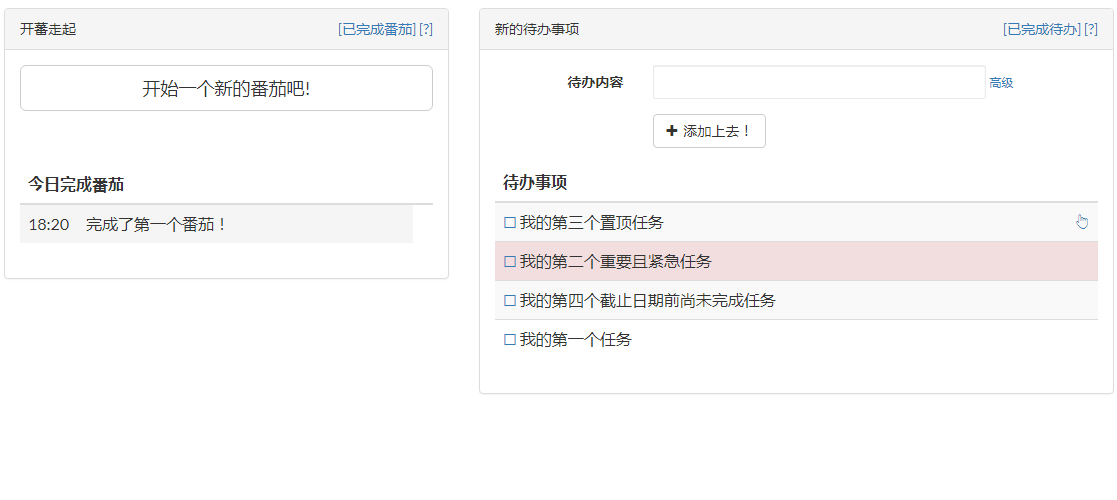 开蕃走起 [已完成番茄] [?]
开始一个新的番茄吧!
今日完成番茄
18:20 完成了第一个番茄！
新的待办事项 [已完成待办] [?]
待办内容 高级
添加上去！
待办事项
我的第三个置顶任务
我的第二个重要且紧急任务
我的第四个截止日期前尚未完成任务
我的第一个任务